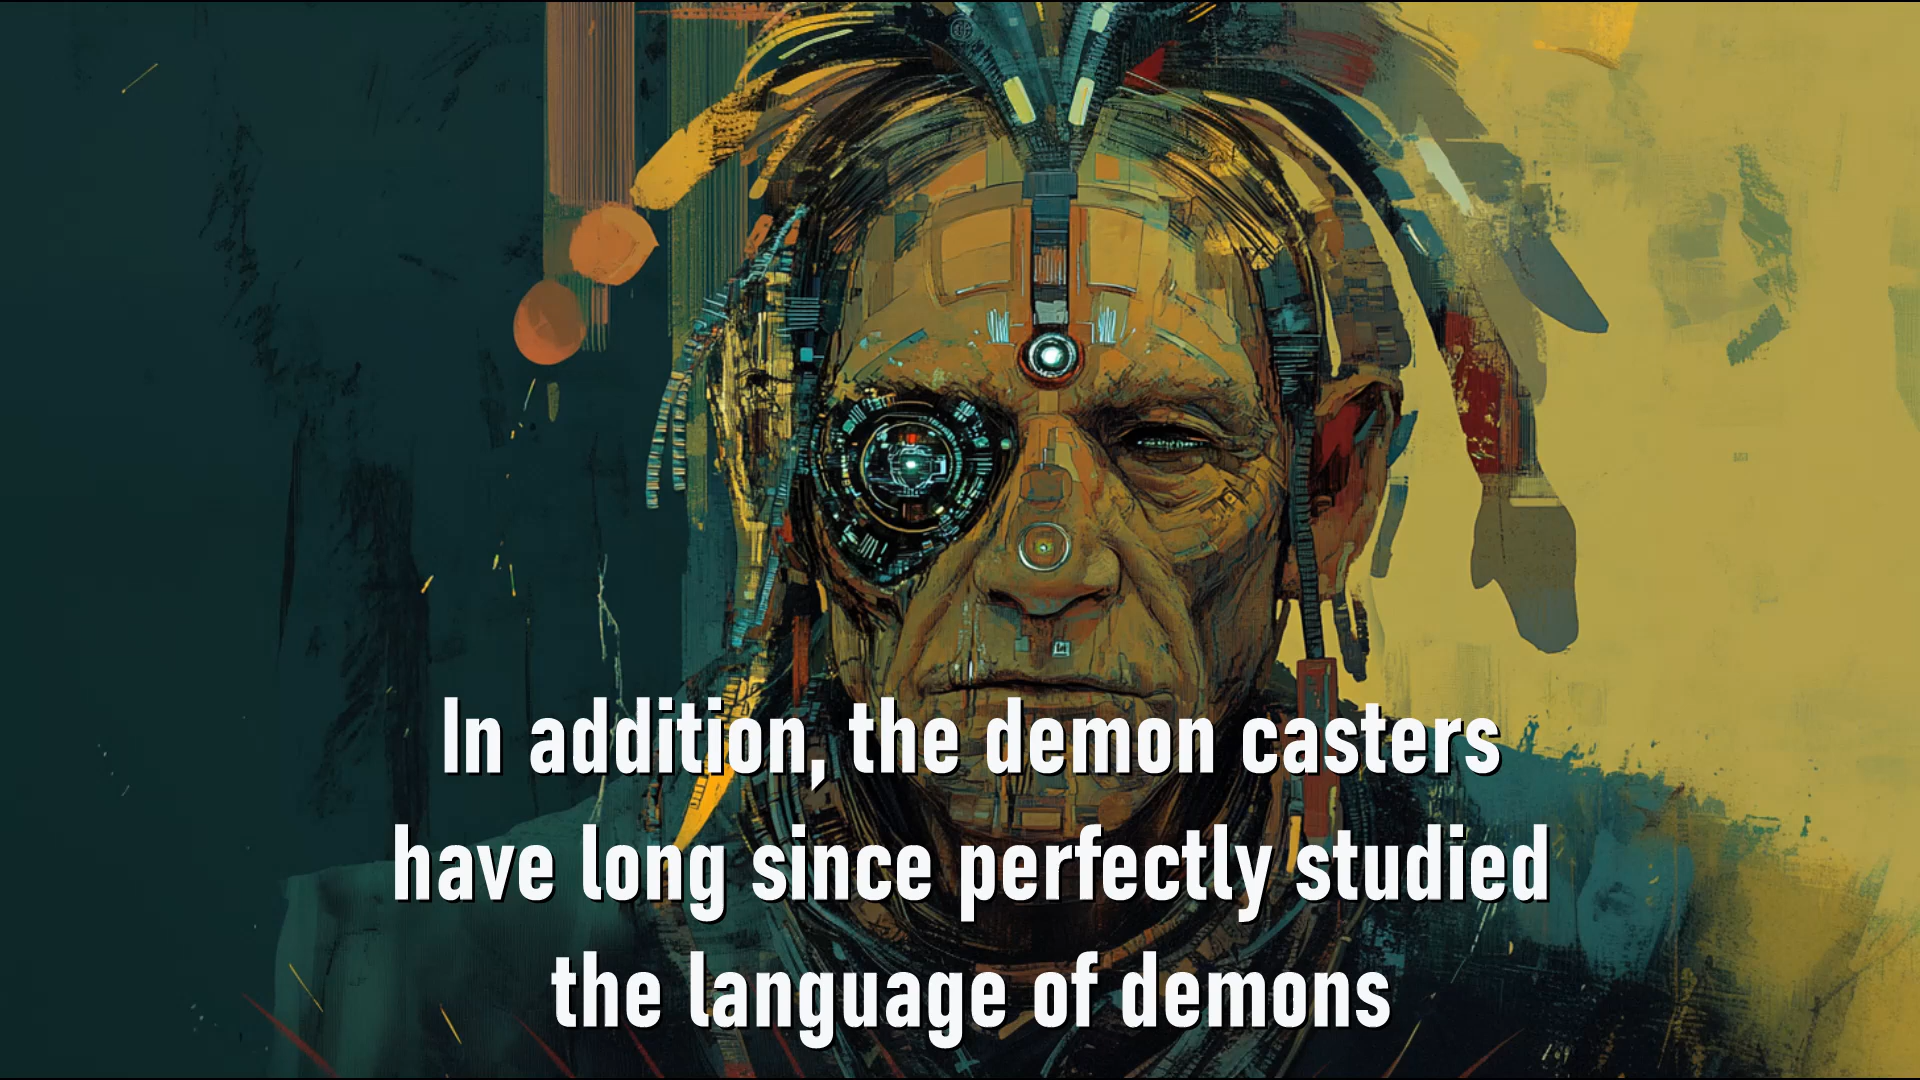 In addition, the demon casters
have long since perfectly studied
the language of demons